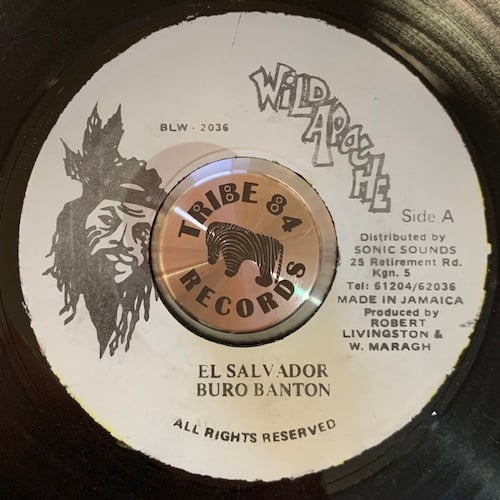 WILD
APACHE
BLW - 2036
Side A
TRIBE 84
RECORDS
Distributed by
SONIC SOUNDS
25 Retirement Rd.
Kgn. 5
Tel: 61204/62036
MADE IN JAMAICA
Produced by
ROBERT
LIVINGSTON &
W. MARAGH
EL SALVADOR
BURO BANTON
ALL RIGHTS RESERVED